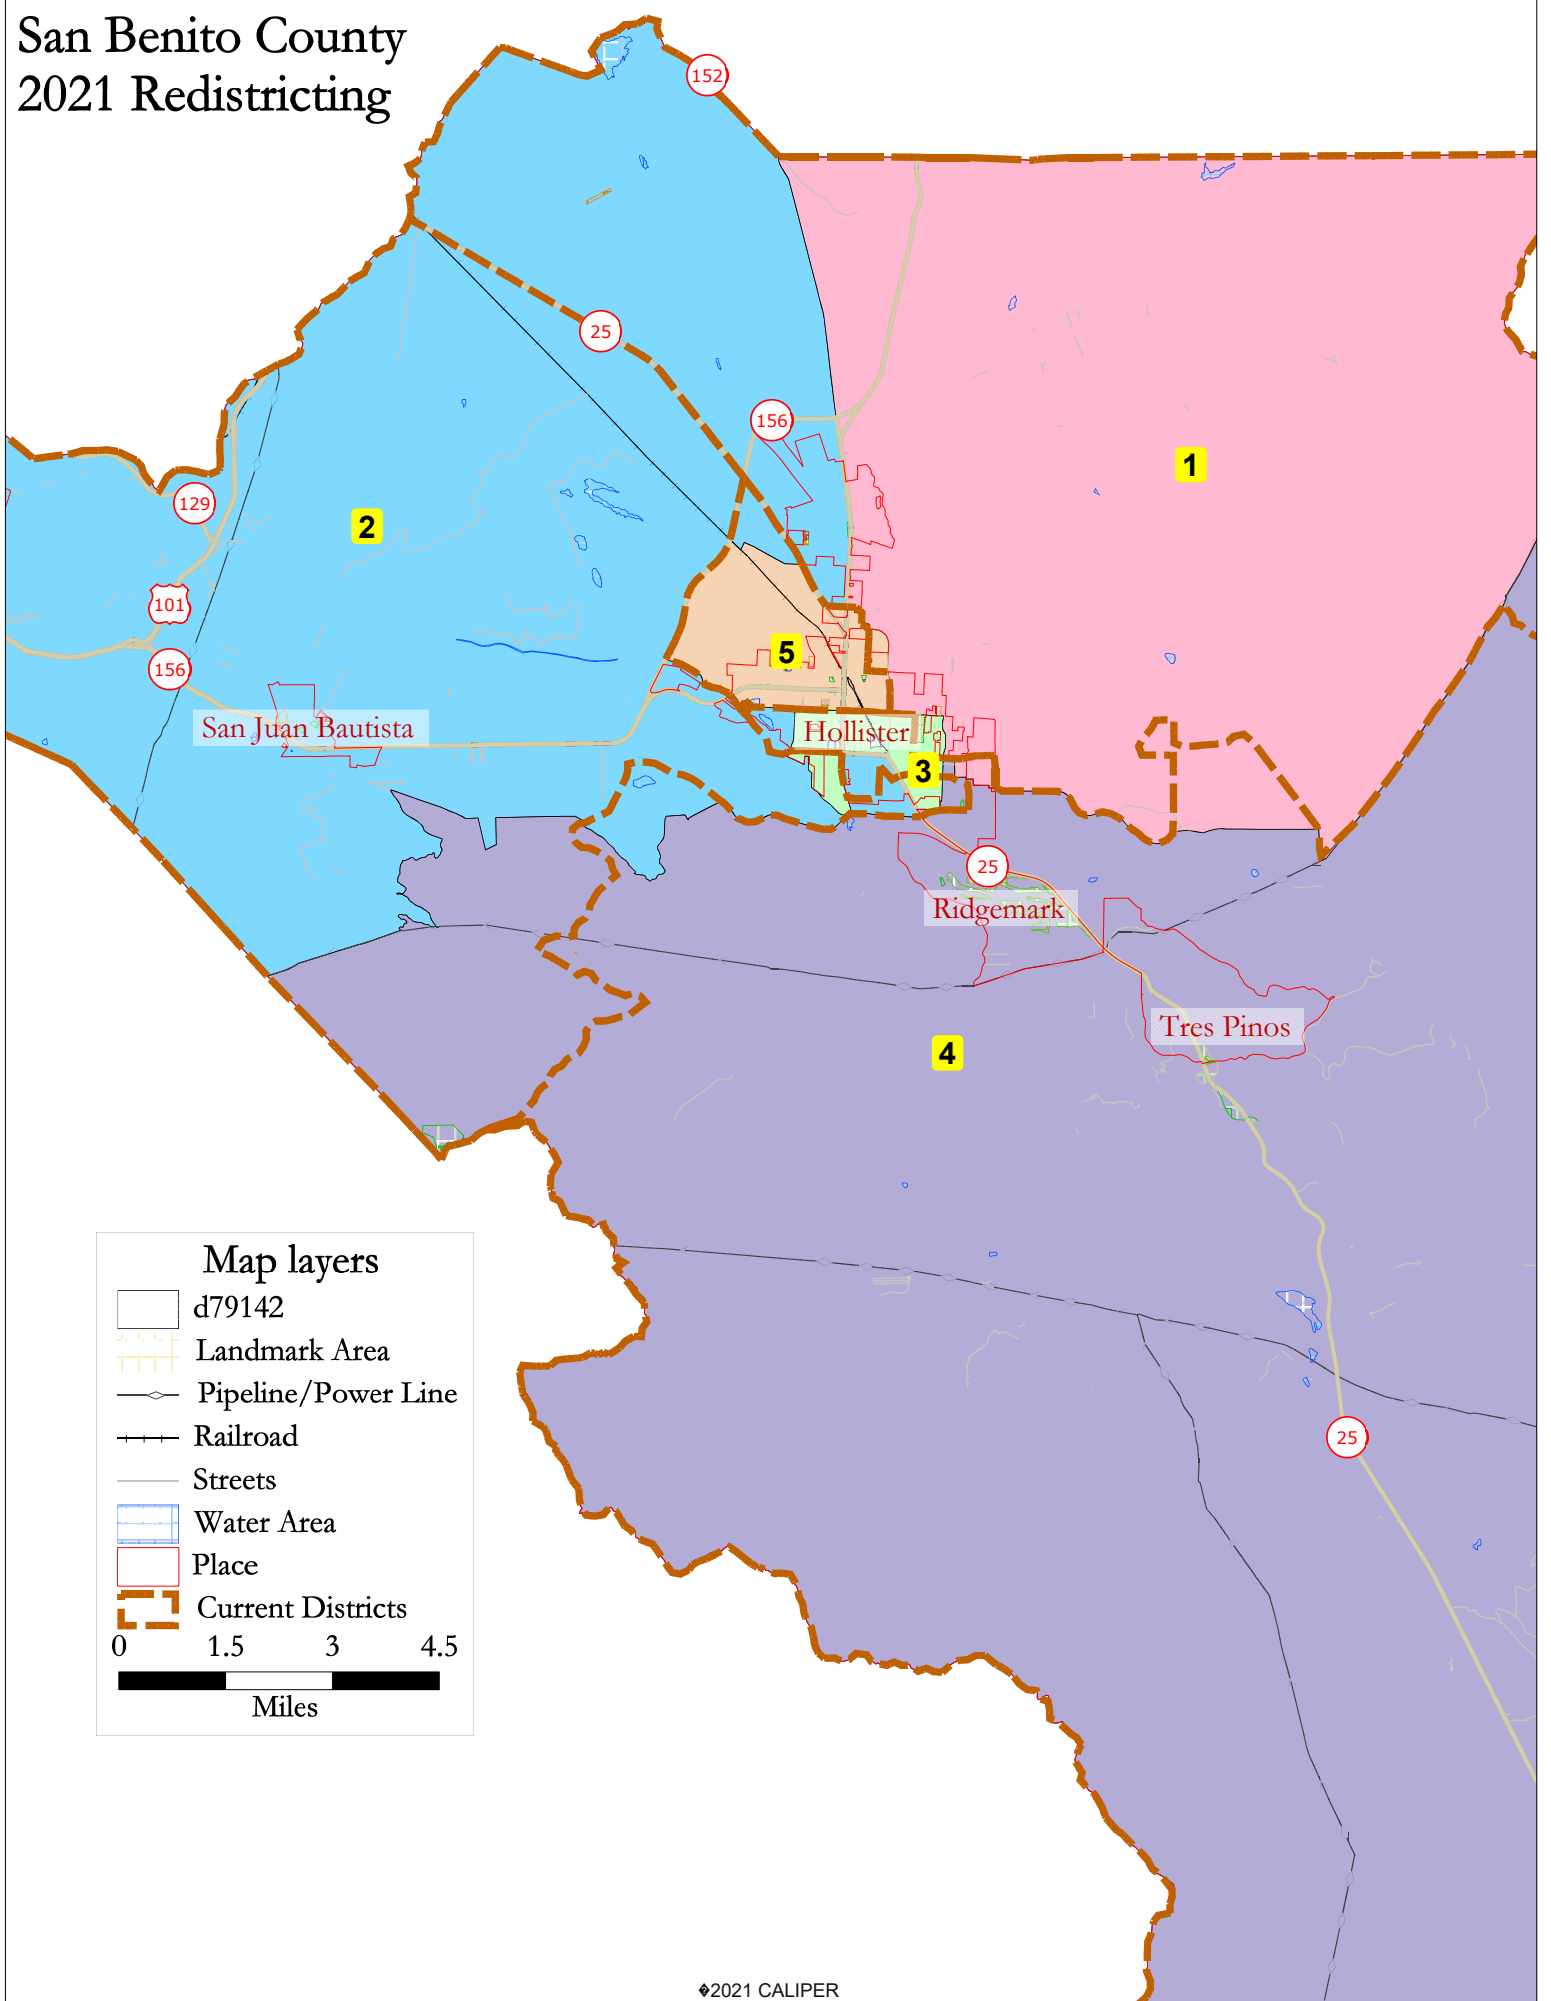 San Benito County
2021 Redistricting
152
25
156
1
129
2
101
5
156
San Juan Bautista
Hollister
3
25
Ridgemark
Tres Pinos
4
Map layers
d79142
Landmark Area
Pipeline/Power Line
Railroad
Streets
Water Area
Place
Current Districts
0 1.5 3 4.5
Miles
25
�2021 CALIPER